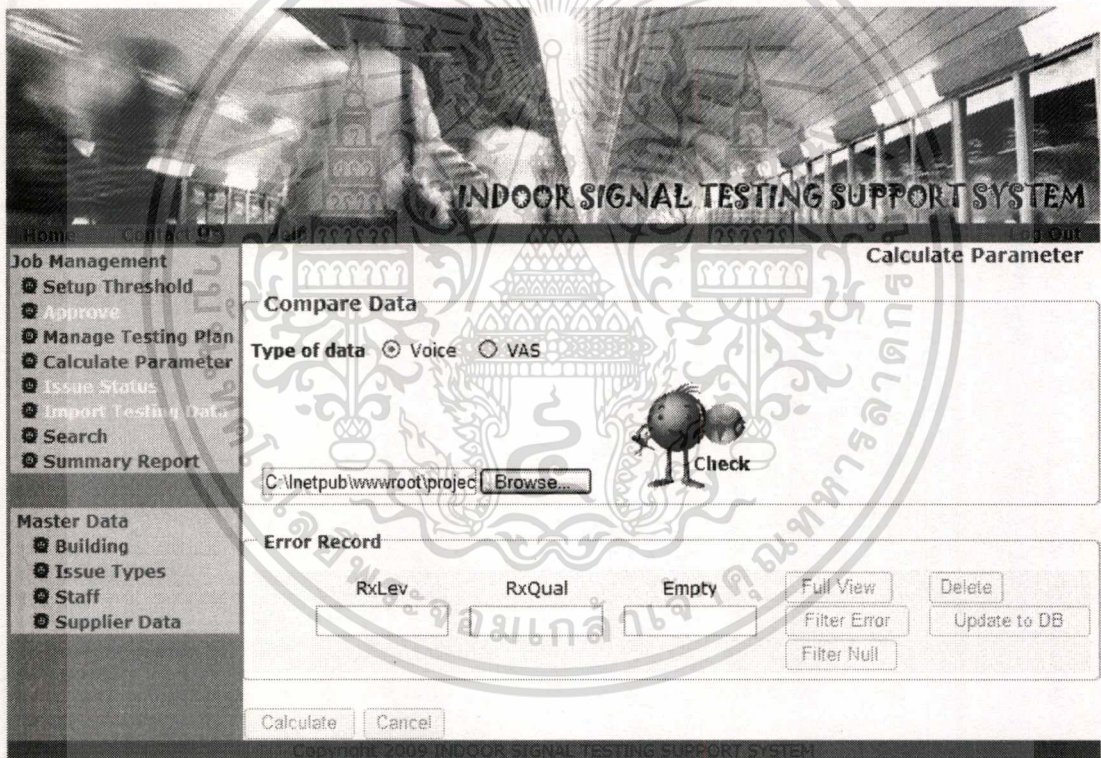 INDOOR SIGNAL TESTING SUPPORT SYSTEM
Home Contact Us Help Log Out
Job Management
Setup Threshold
Approve
Manage Testing Plan
Calculate Parameter
Issue Status
Import Testing Data
Search
Summary Report
Master Data
Building
Issue Types
Staff
Supplier Data
Calculate Parameter
Compare Data
Type of data Voice VAS
Check
C:\Inetpub\wwwroot\projec Browse...
Error Record
RxLev RxQual Empty
Full View Delete
Filter Error Update to DB
Filter Null
Calculate Cancel
Copyright 2009 INDOOR SIGNAL TESTING SUPPORT SYSTEM